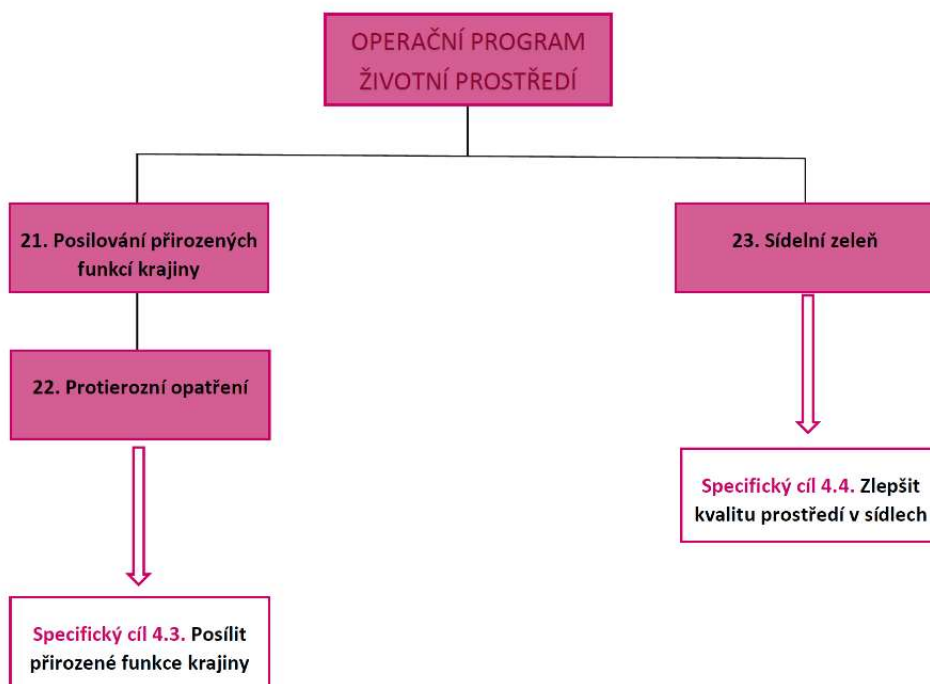 OPERAČNÍ PROGRAM
ŽIVOTNÍ PROSTŘEDÍ
21. Posilování přirozených
funkcí krajiny
23. Sídelní zeleň
22. Protierozní opatření
Specifický cíl 4.4. Zlepšit
kvalitu prostředí v sídlech
Specifický cíl 4.3. Posílit
přirozené funkce krajiny